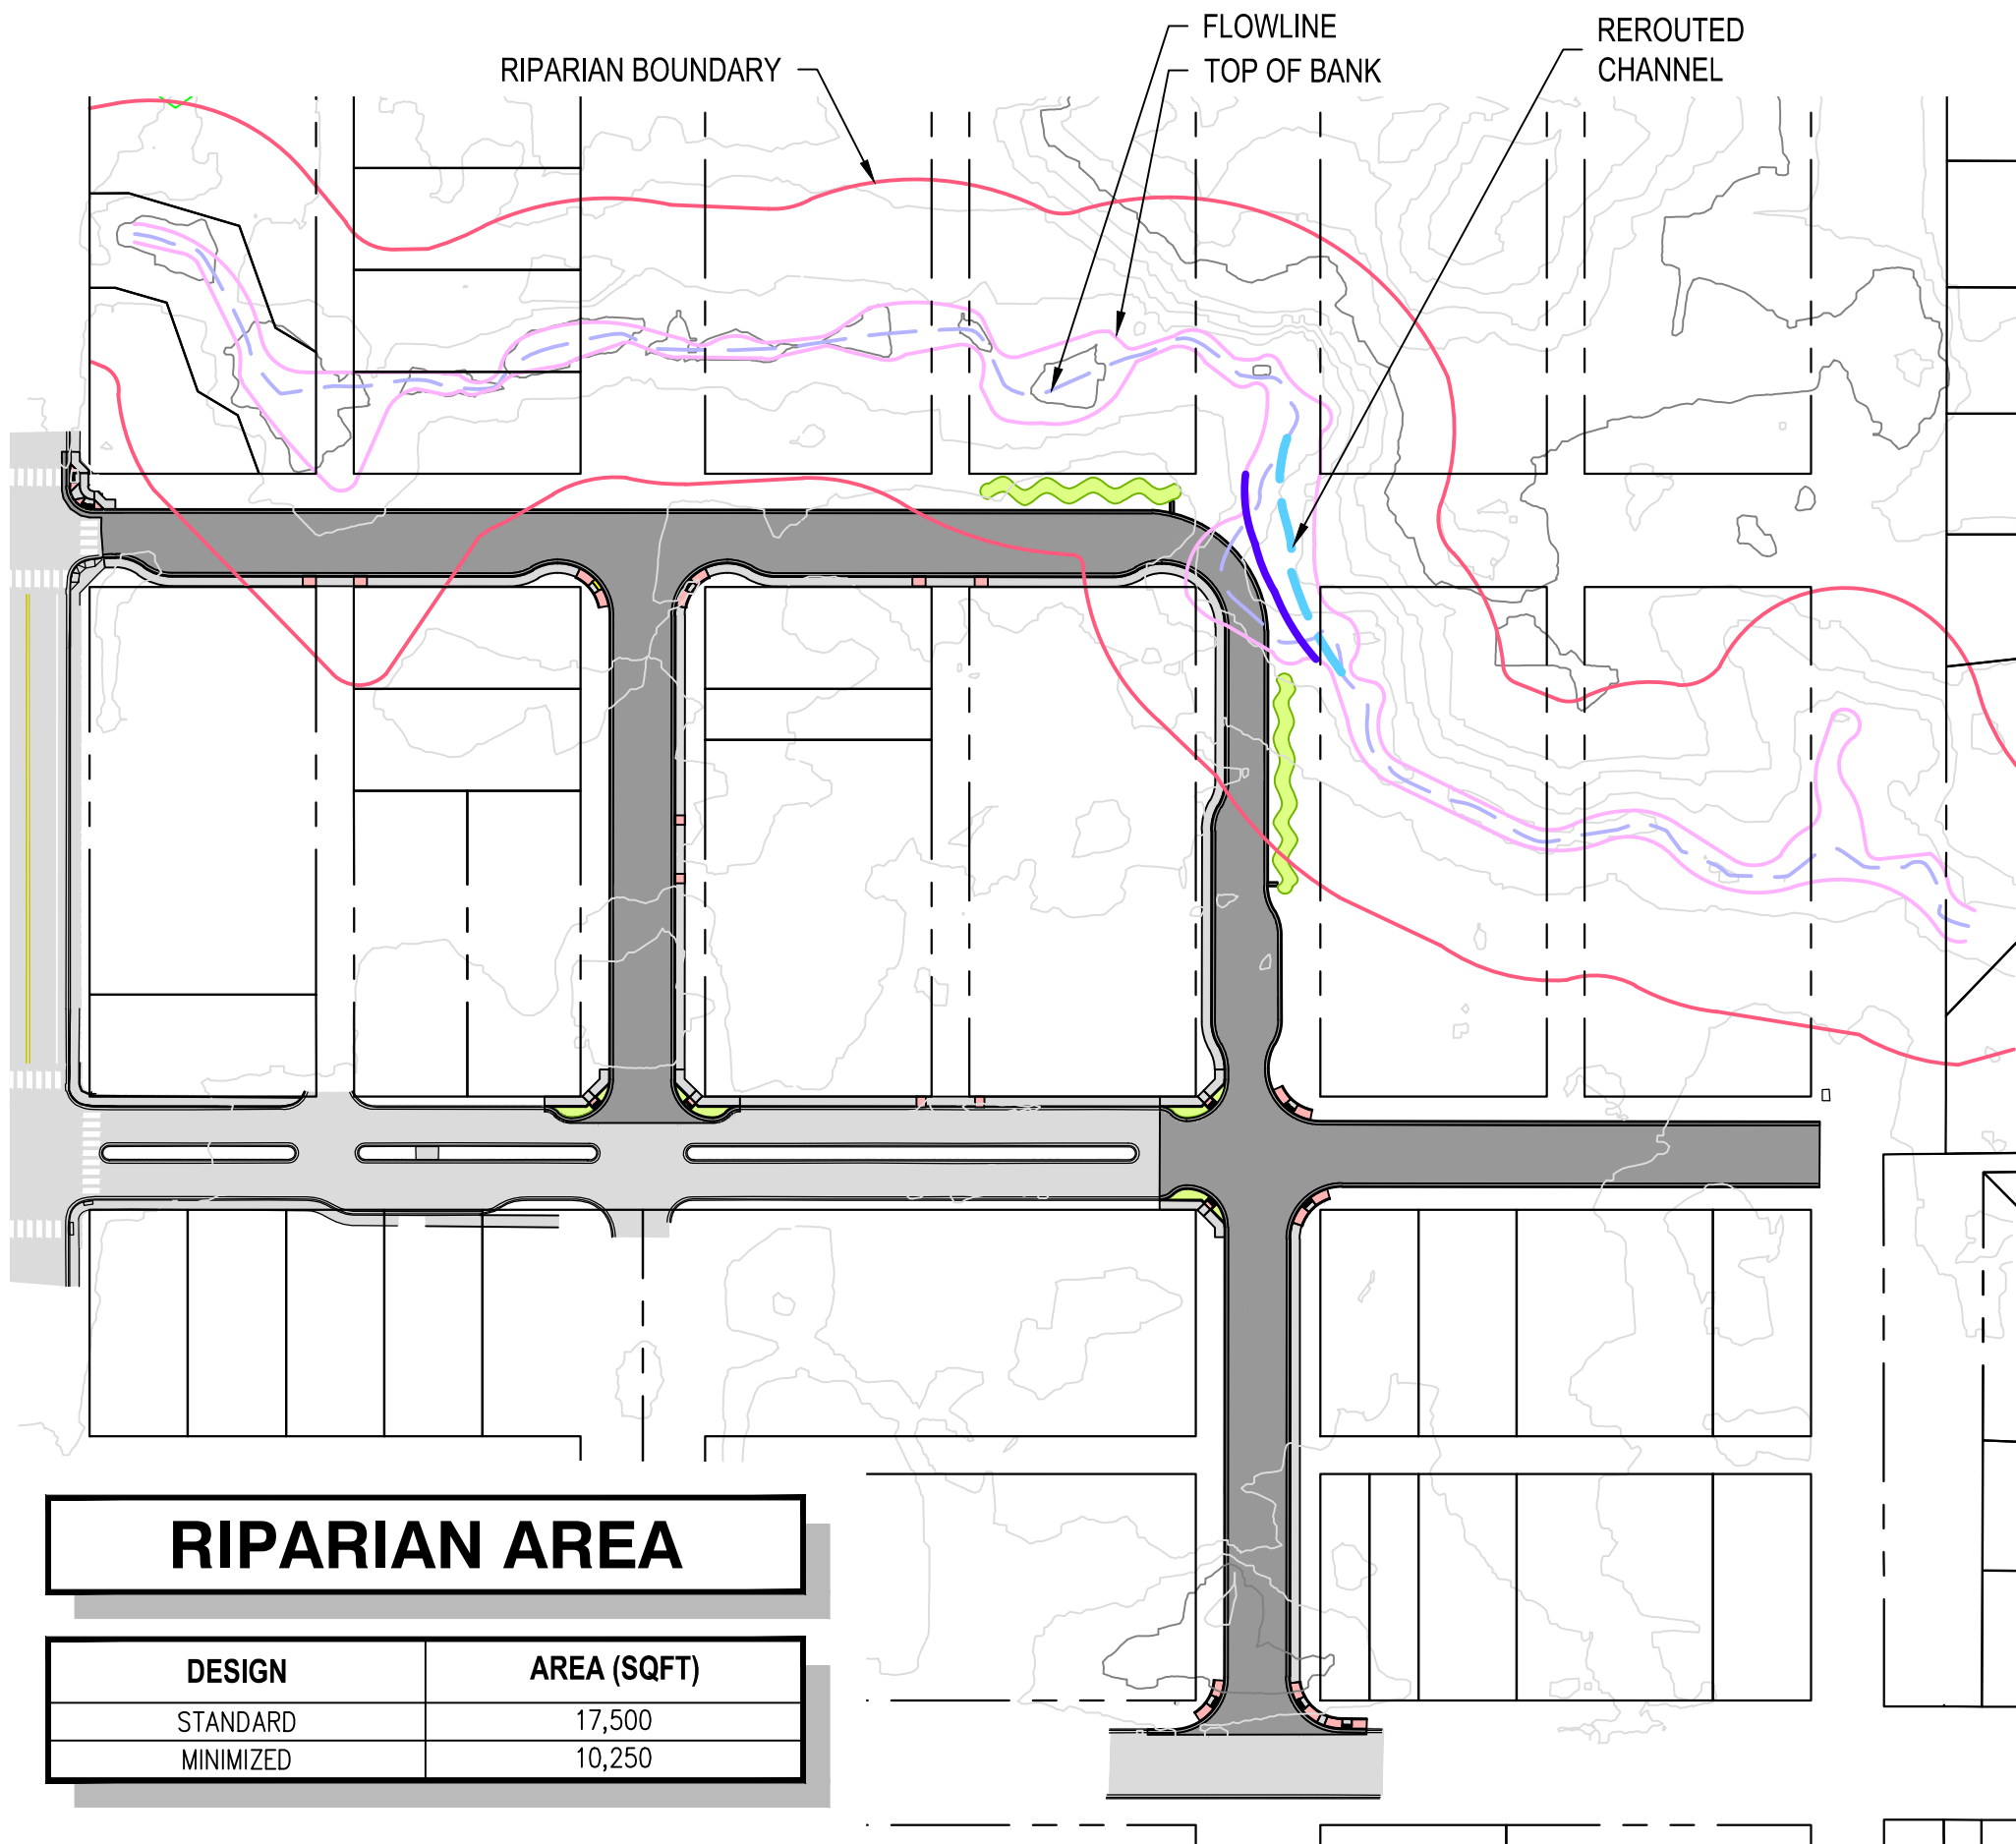 FLOWLINE
REROUTED
CHANNEL
RIPARIAN BOUNDARY
TOP OF BANK
RIPARIAN AREA
DESIGN AREA (SQFT)
STANDARD 17,500
MINIMIZED 10,250